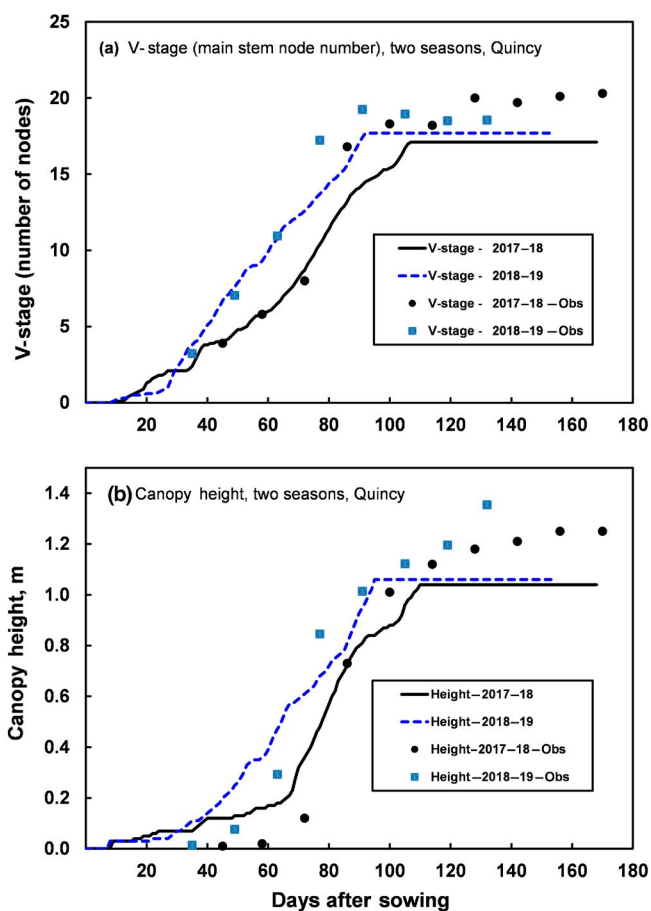 (a) V- stage (main stem node number), two seasons, Quincy
V-stage (number of nodes)
25
20
15
10
5
0
V-stage - 2017–18
V-stage - 2018–19
V-stage - 2017–18 – Obs
V-stage - 2018–19 – Obs
20 40 60 80 100 120 140 160 180
(b) Canopy height, two seasons, Quincy
Canopy height, m
1.4
1.2
1.0
0.8
0.6
0.4
0.2
0.0
Height–2017–18
Height–2018–19
Height–2017–18–Obs
Height–2018–19–Obs
20 40 60 80 100 120 140 160 180
Days after sowing